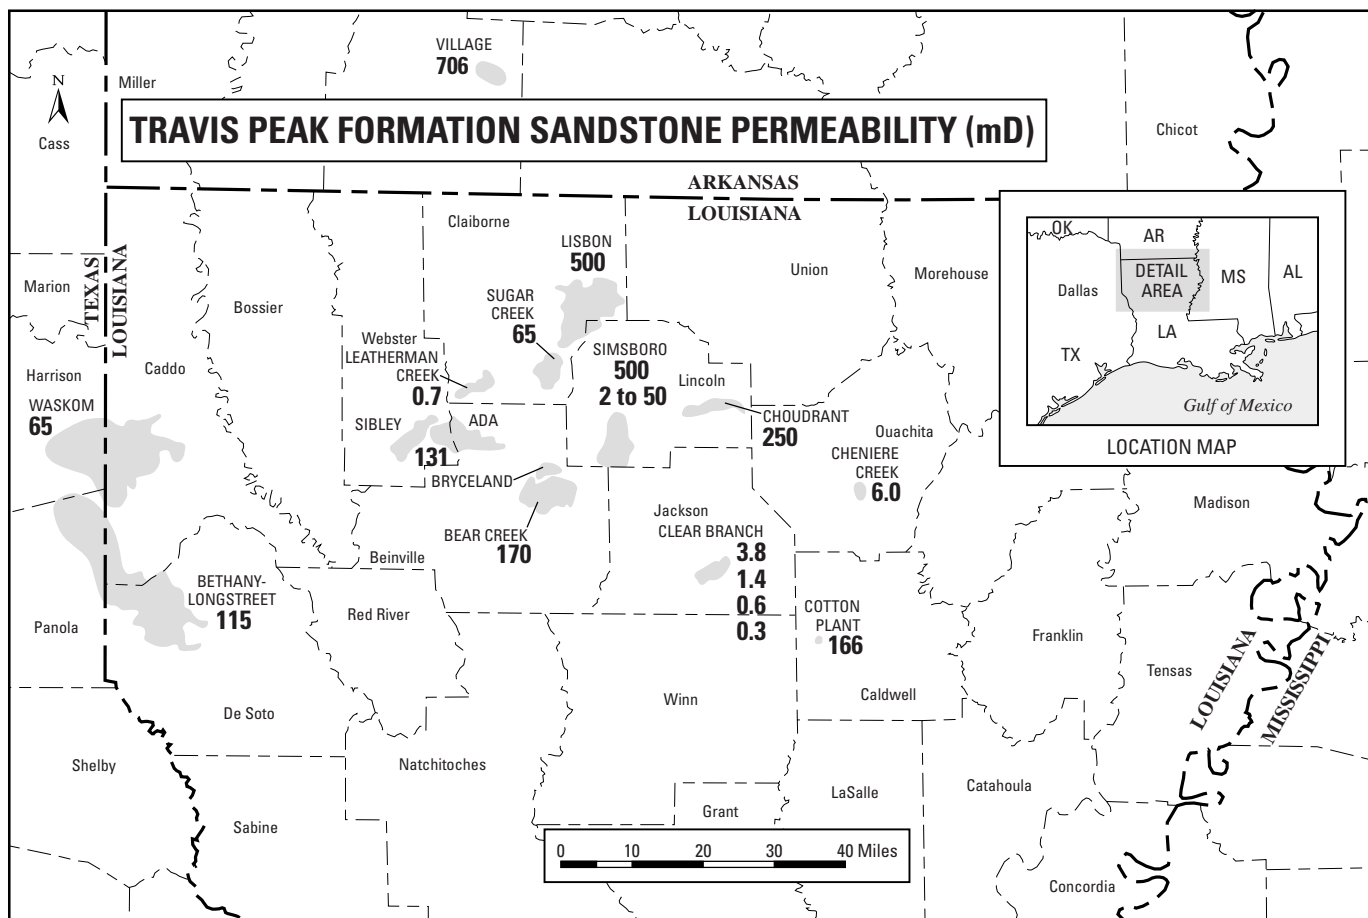 VILLAGE
706
N
Miller
Cass
TRAVIS PEAK FORMATION SANDSTONE PERMEABILITY (mD)
Chicot
ARKANSAS
LOUISIANA
Claiborne
LISBON
500
Union
Morehouse
TEXAS
LOUISIANA
Marion
Bossier
SUGAR
CREEK
65
Webster
LEATHERMAN
CREEK
0.7
SIMSBORO
500
2 to 50
Lincoln
Caddo
Harrison
WASKOM
65
SIBLEY
ADA
131
CHOUDRANT
250
Ouachita
CHENIERE
CREEK
6.0
BRYCELAND
BEAR CREEK
170
Jackson
CLEAR BRANCH
3.8
1.4
0.6
0.3
Beinville
BETHANY-
LONGSTREET
115
Red River
Panola
COTTON
PLANT
166
Madison
Franklin
Tensas
LOUISIANA
MISSISSIPPI
Caldwell
Winn
De Soto
Natchitoches
Shelby
Sabine
Grant
LaSalle
Catahoula
Concordia
0 10 20 30 40 Miles
OK
AR
Dallas
DETAIL
AREA
MS
AL
LA
TX
Gulf of Mexico
LOCATION MAP